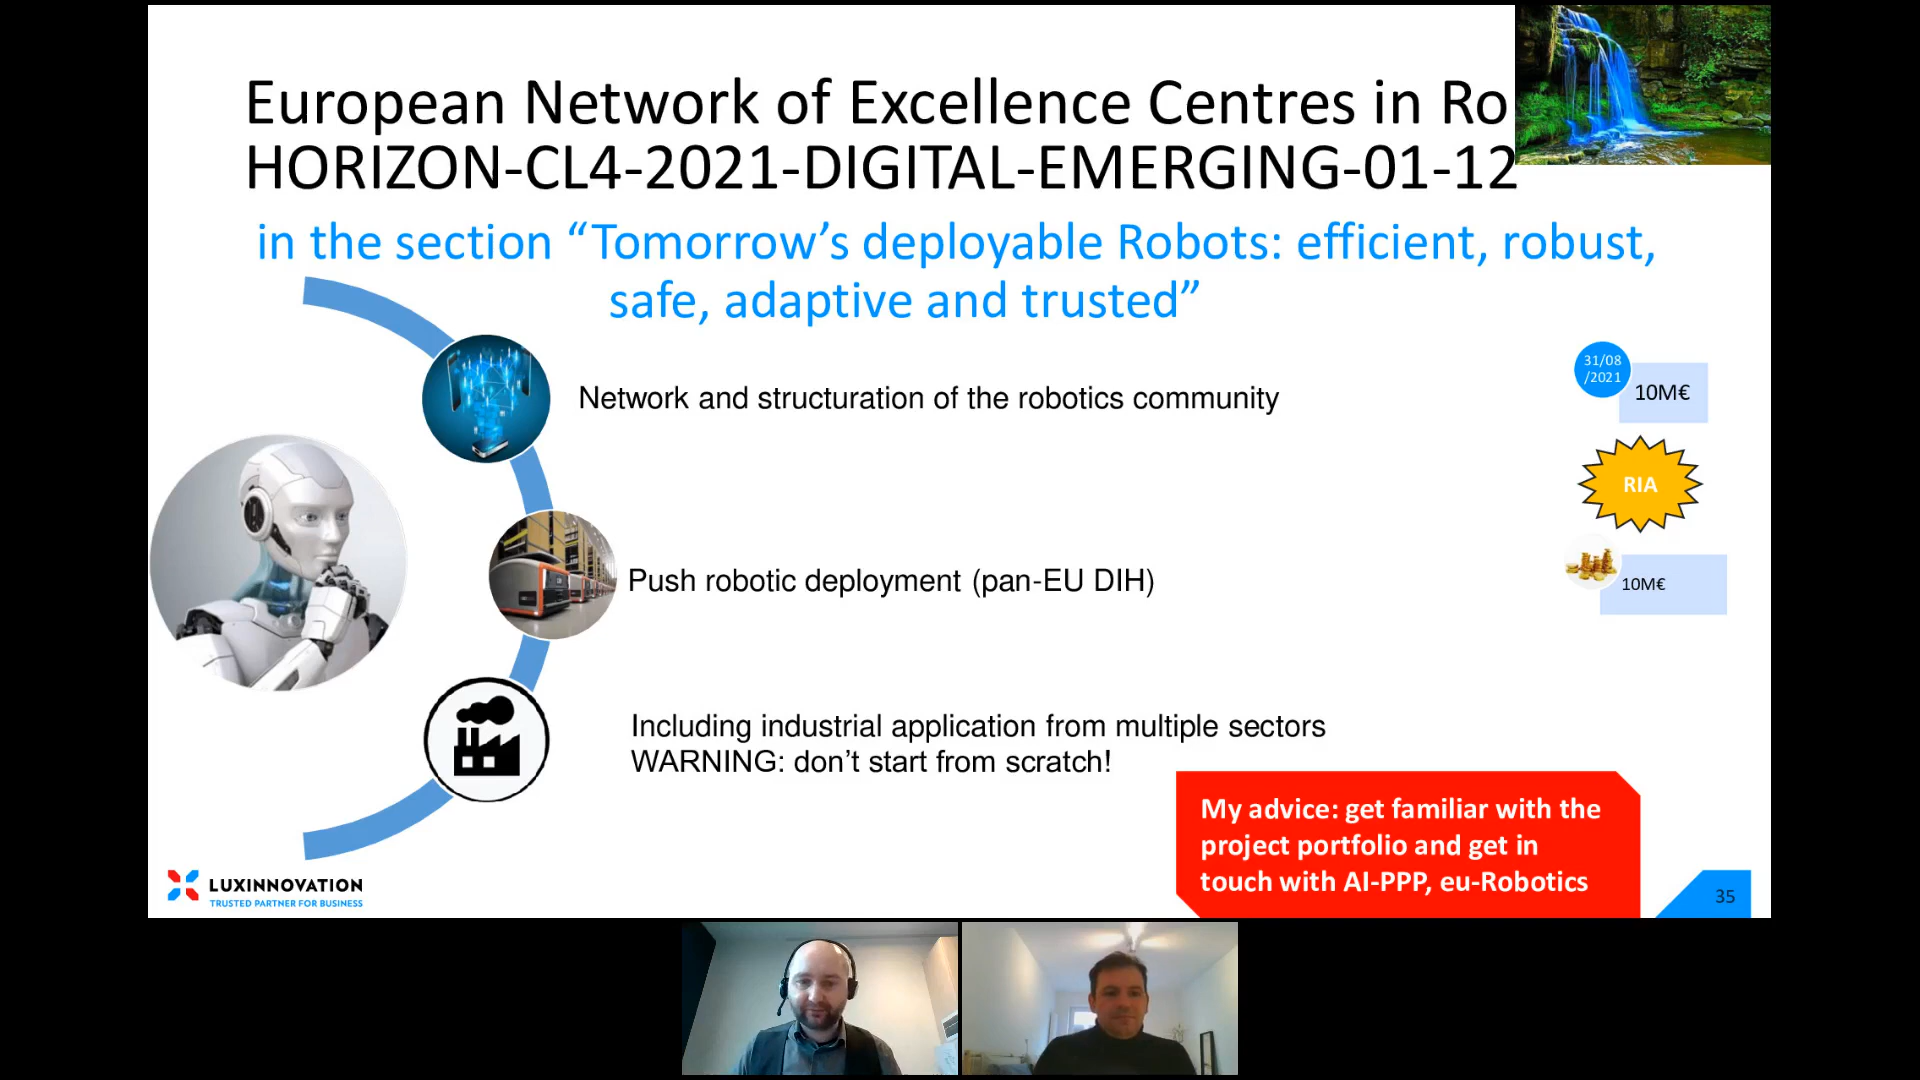 European Network of Excellence Centres in Ro
HORIZON-CL4-2021-DIGITAL-EMERGING-01-12
in the section “Tomorrow’s deployable Robots: efficient, robust,
safe, adaptive and trusted”
Network and structuration of the robotics community
31/08
/2021
10M€
RIA
Push robotic deployment (pan-EU DIH)
10M€
Including industrial application from multiple sectors
WARNING: don’t start from scratch!
My advice: get familiar with the
project portfolio and get in
touch with AI-PPP, eu-Robotics
LUXINNOVATION
TRUSTED PARTNER FOR BUSINESS
35